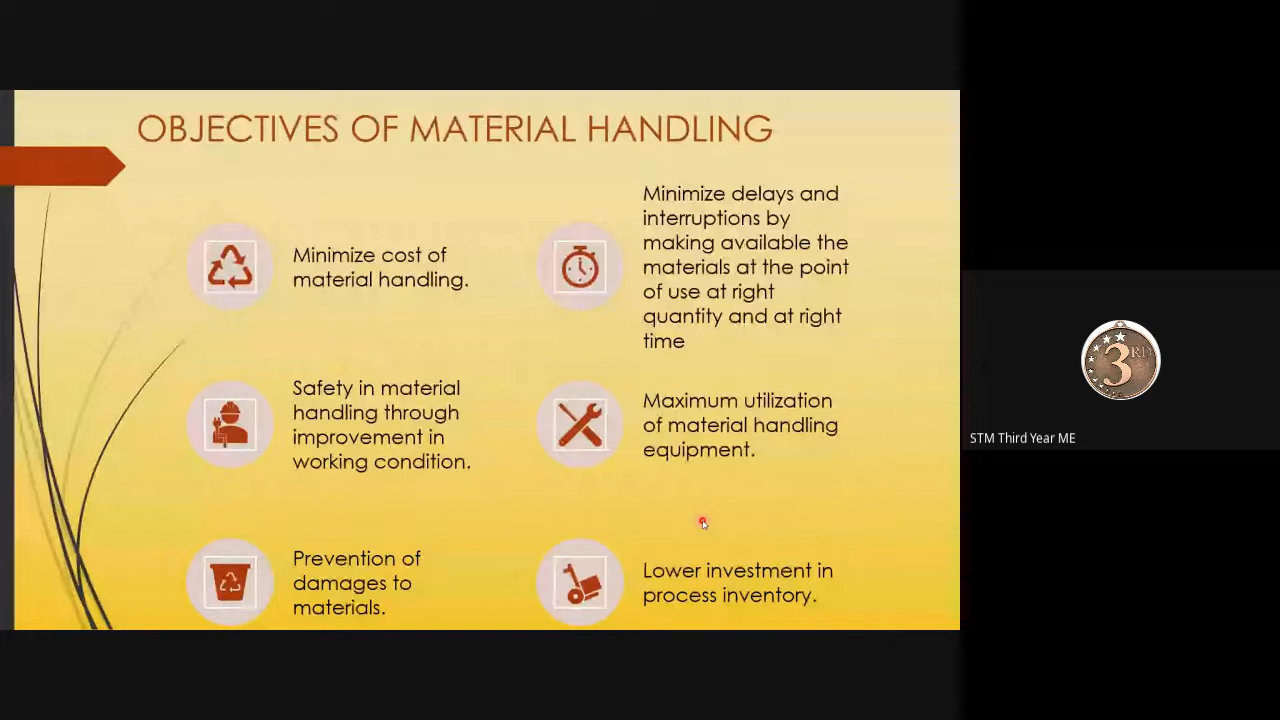 OBJECTIVES OF MATERIAL HANDLING
Minimize cost of
material handling.
Minimize delays and
interruptions by
making available the
materials at the point
of use at right
quantity and at right
time
Safety in material
handling through
improvement in
working condition.
Maximum utilization
of material handling
equipment.
Prevention of
damages to
materials.
Lower investment in
process inventory.
3RD
STM Third Year ME